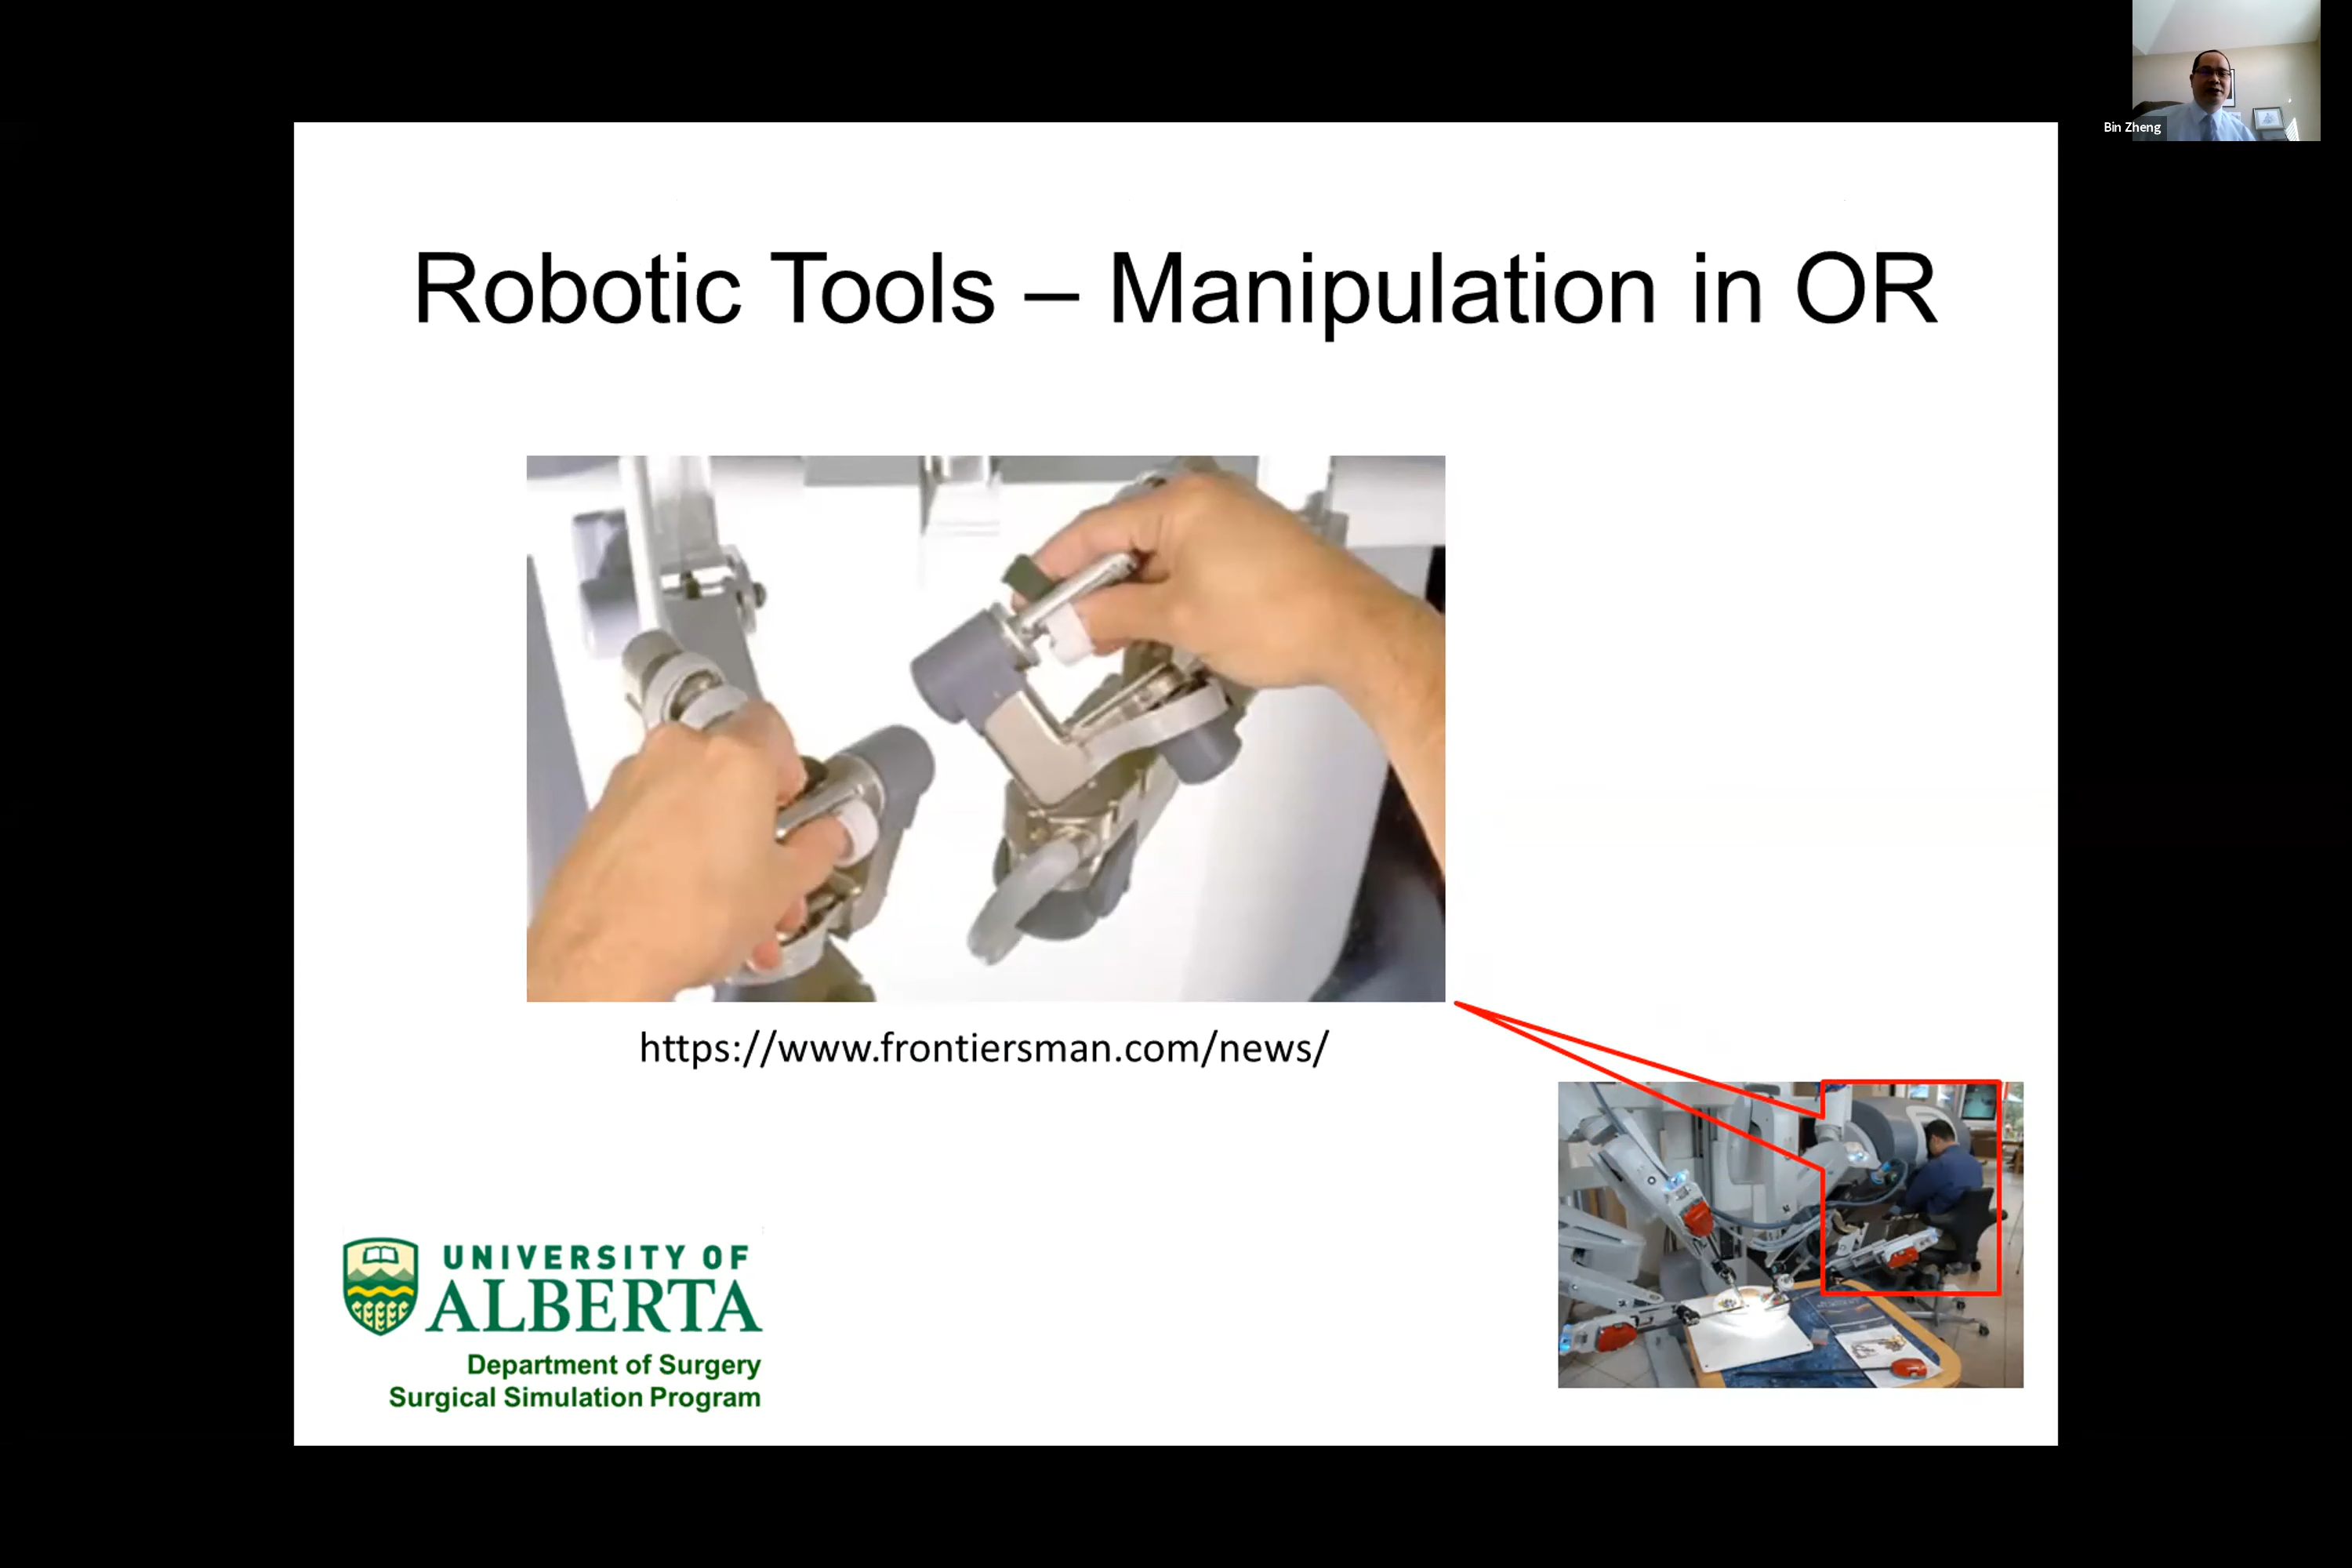 Bin Zheng
Robotic Tools – Manipulation in OR
https://www.frontiersman.com/news/
UNIVERSITY OF
ALBERTA
Department of Surgery
Surgical Simulation Program